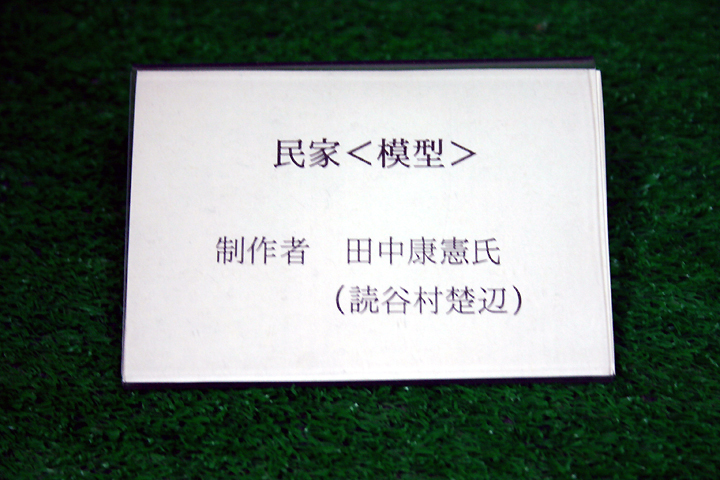 民家＜模型＞
制作者　田中康憲氏
（読谷村楚辺）